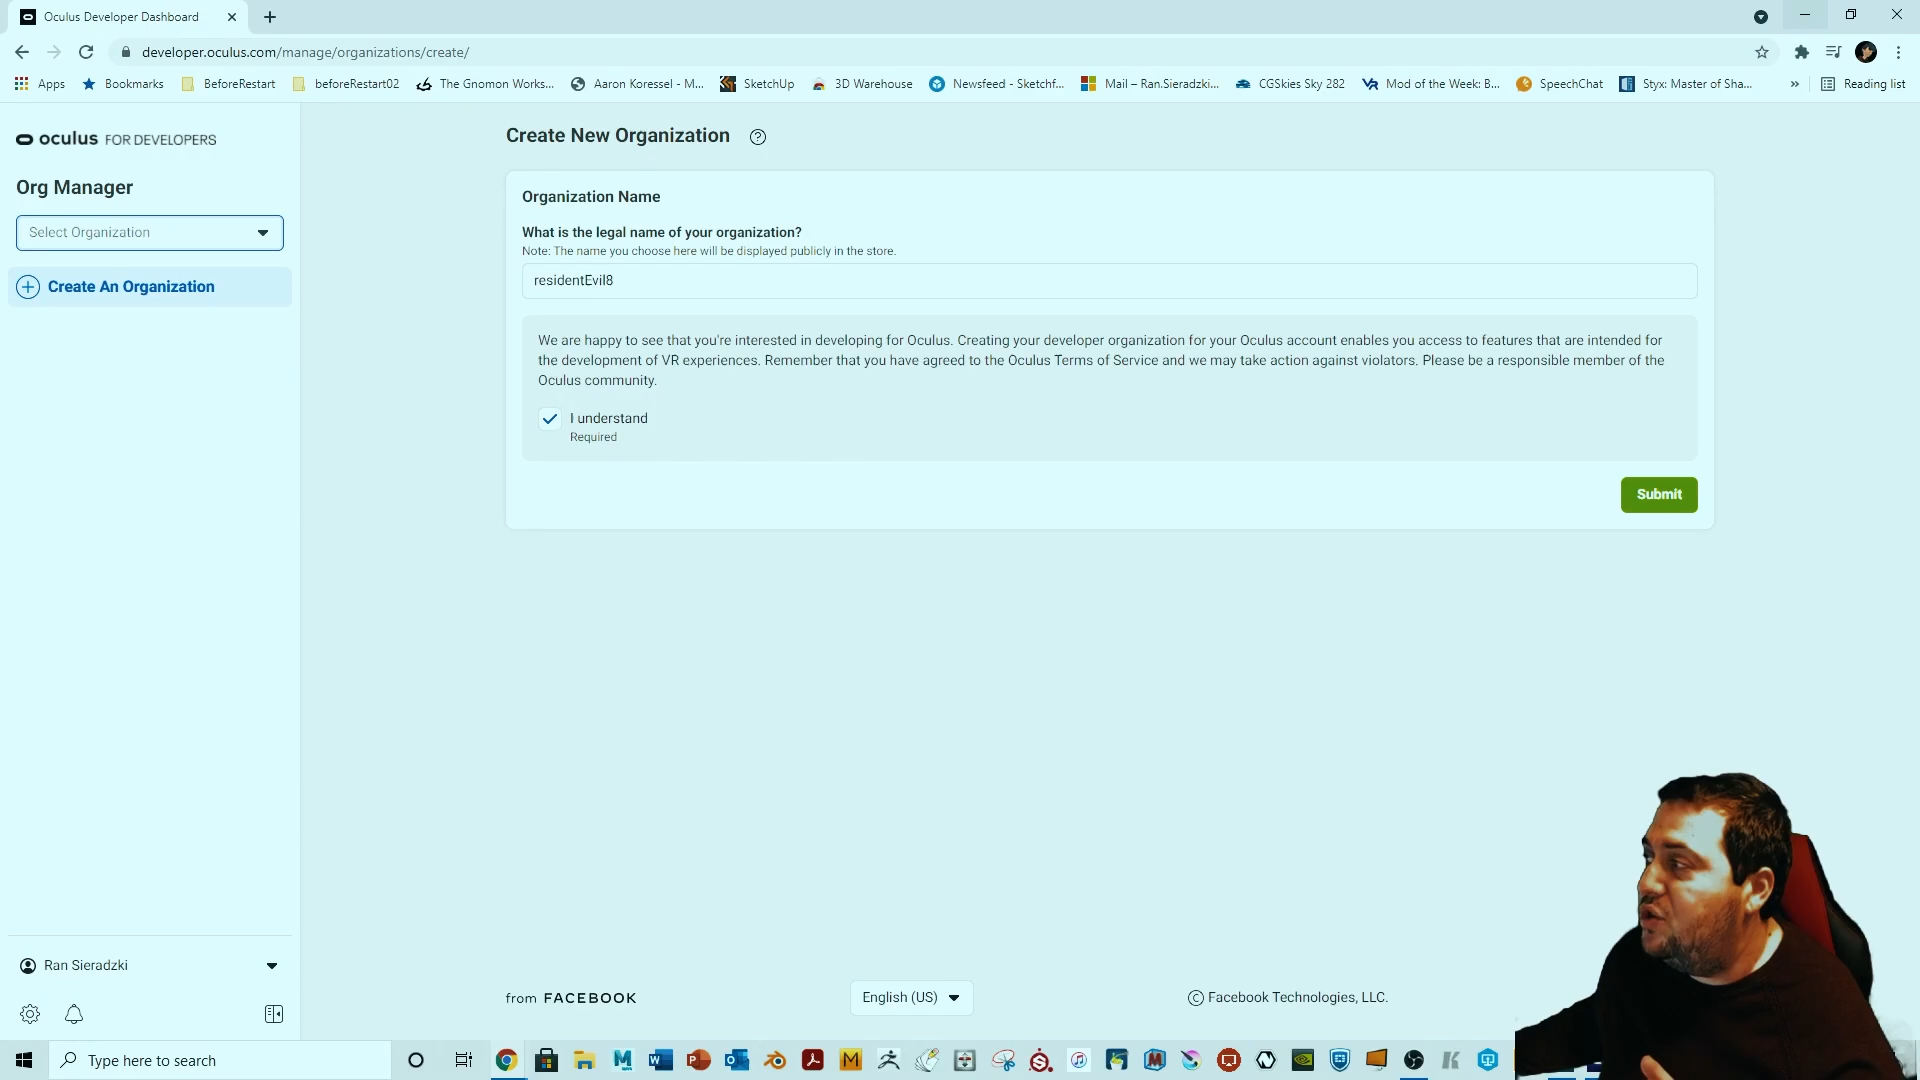 Oculus Developer Dashboard
developer.oculus.com/manage/organizations/create/
Apps
Bookmarks
BeforeRestart
beforeRestart02
The Gnomon Works...
Aaron Koressel - M...
SketchUp
3D Warehouse
Newsfeed - Sketchf...
Mail – Ran.Sieradzki...
CGSkies Sky 282
Mod of the Week: B...
SpeechChat
Styx: Master of Sha...
»
Reading list
oculus FOR DEVELOPERS
Org Manager
Select Organization
Create An Organization
Create New Organization
Organization Name
What is the legal name of your organization?
Note: The name you choose here will be displayed publicly in the store.
residentEvil8
We are happy to see that you're interested in developing for Oculus. Creating your developer organization for your Oculus account enables you access to features that are intended for
the development of VR experiences. Remember that you have agreed to the Oculus Terms of Service and we may take action against violators. Please be a responsible member of the
Oculus community.
I understand
Required
Submit
Ran Sieradzki
from FACEBOOK
English (US)
© Facebook Technologies, LLC.
Type here to search